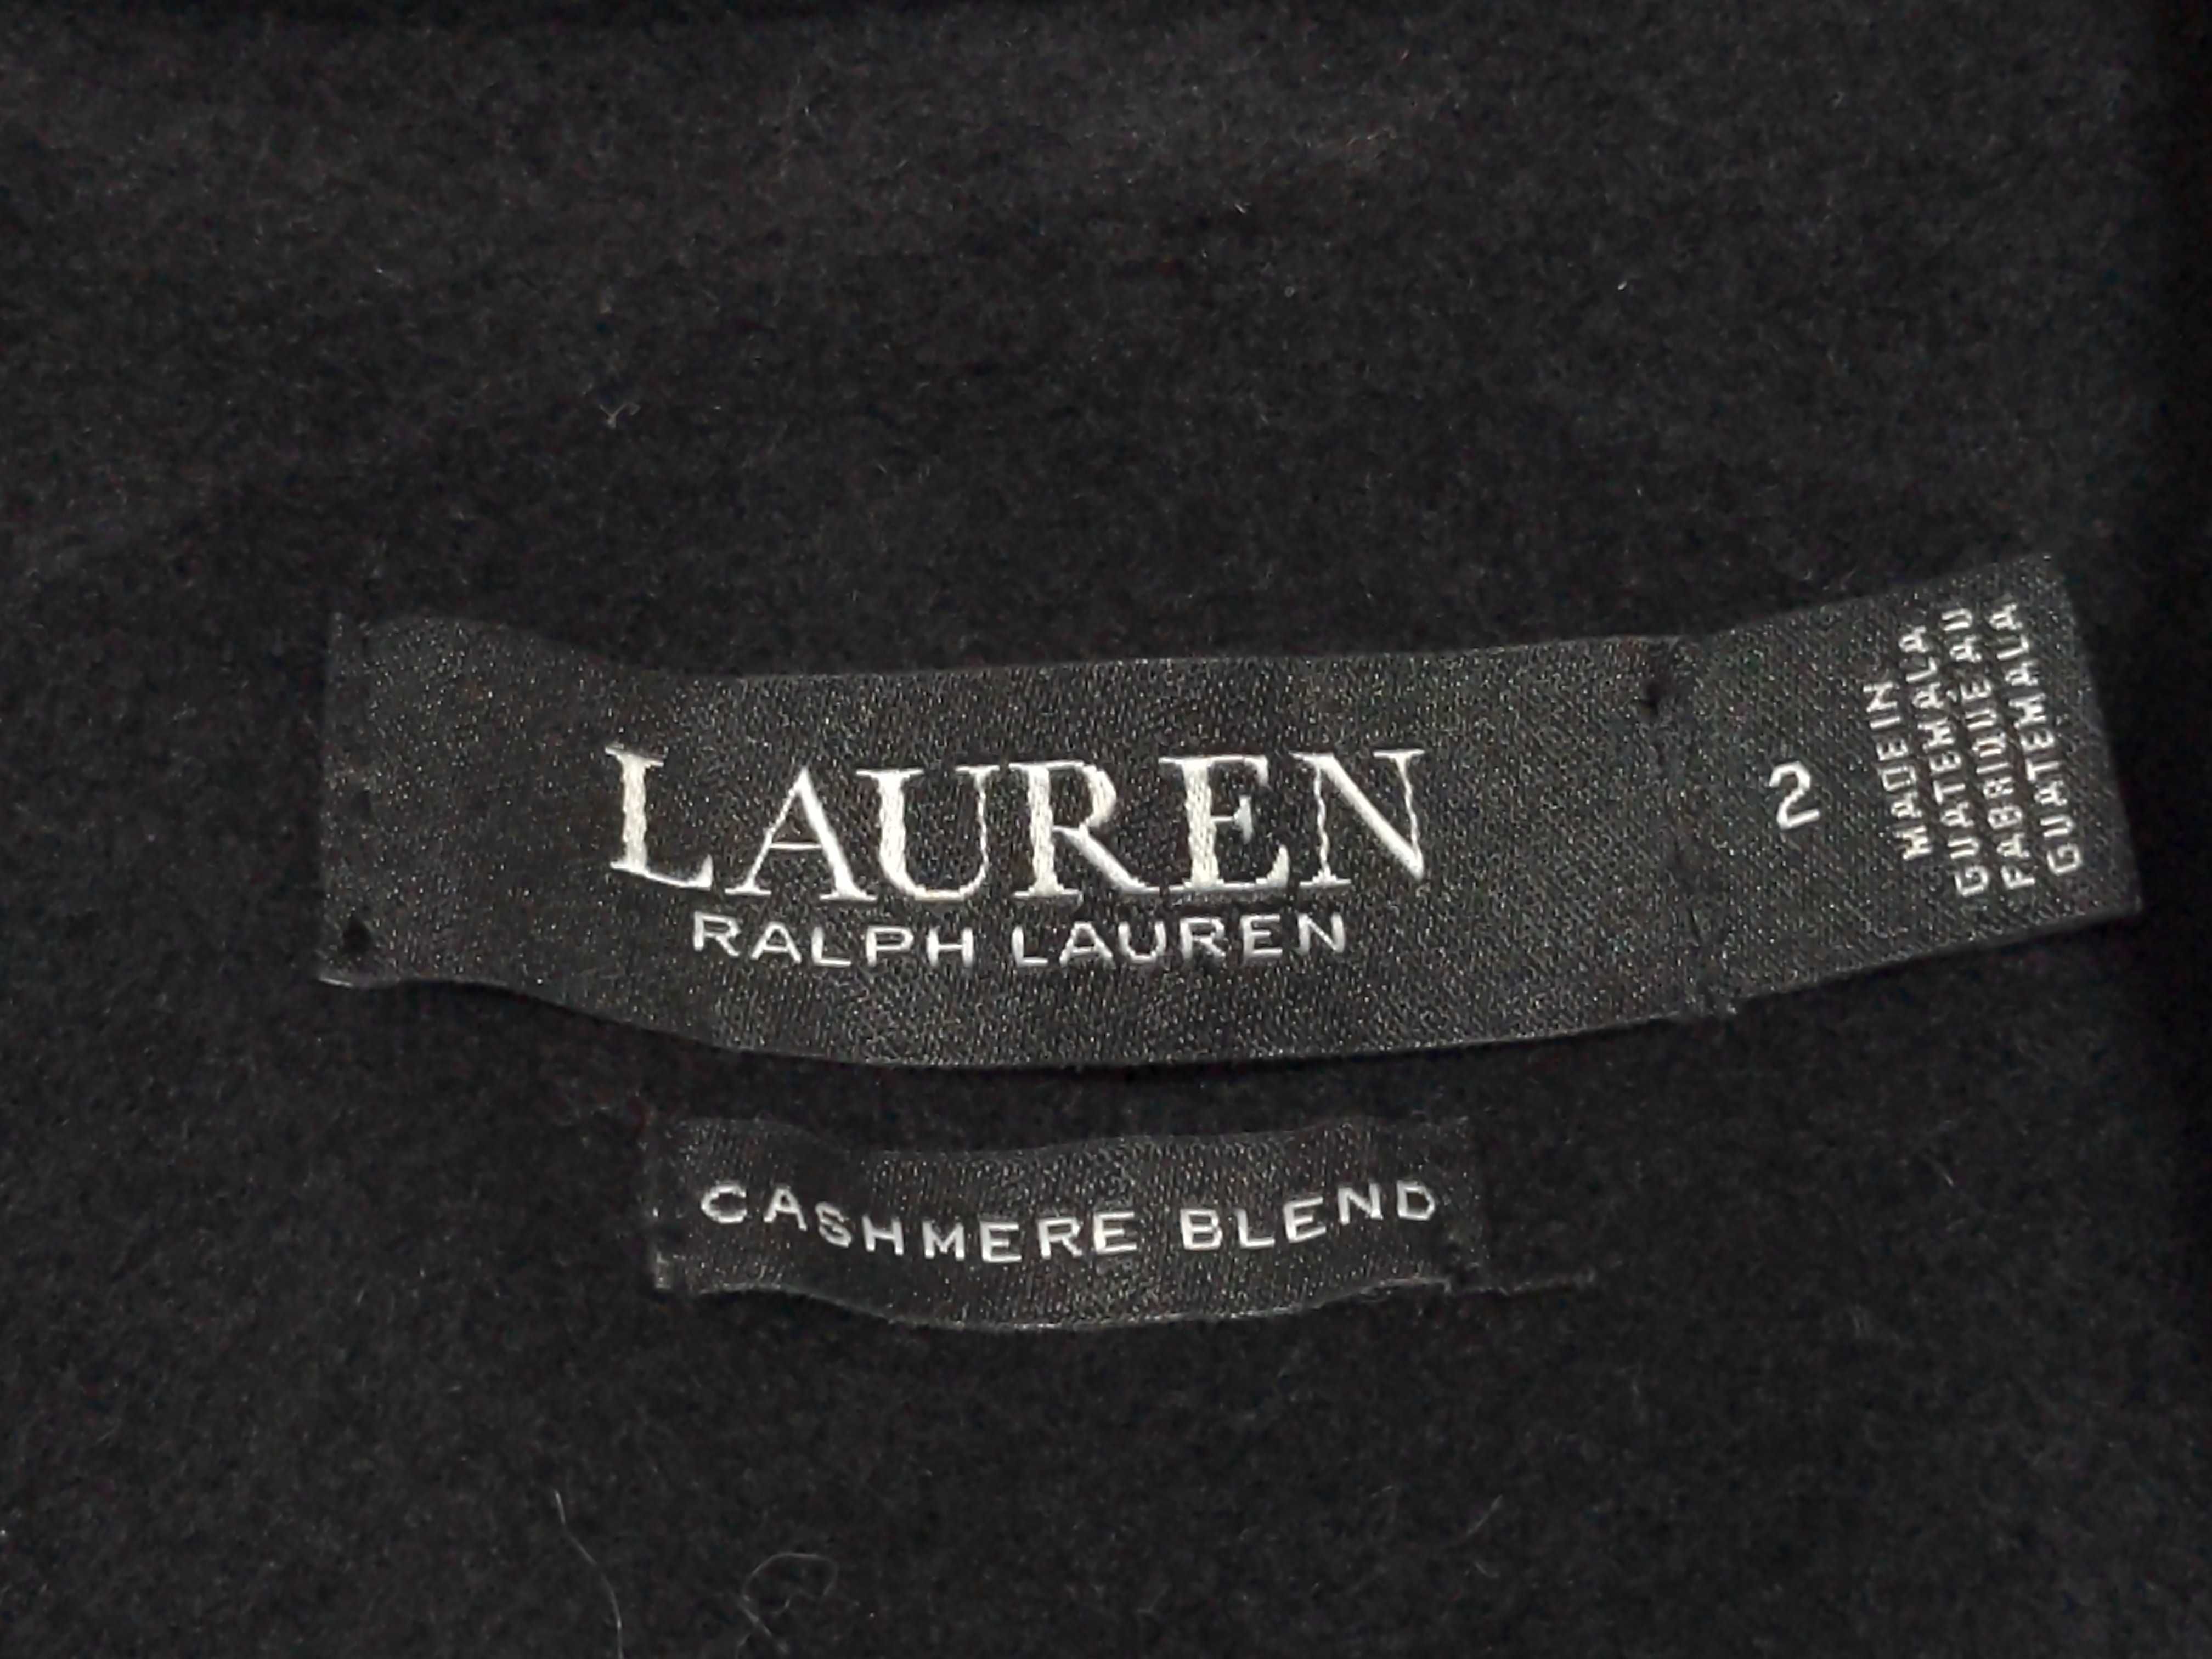 LAUREN
RALPH LAUREN
2
MADE IN
GUATEMALA
FABRIQUÉ AU
GUATEMALA
CASHMERE BLEND